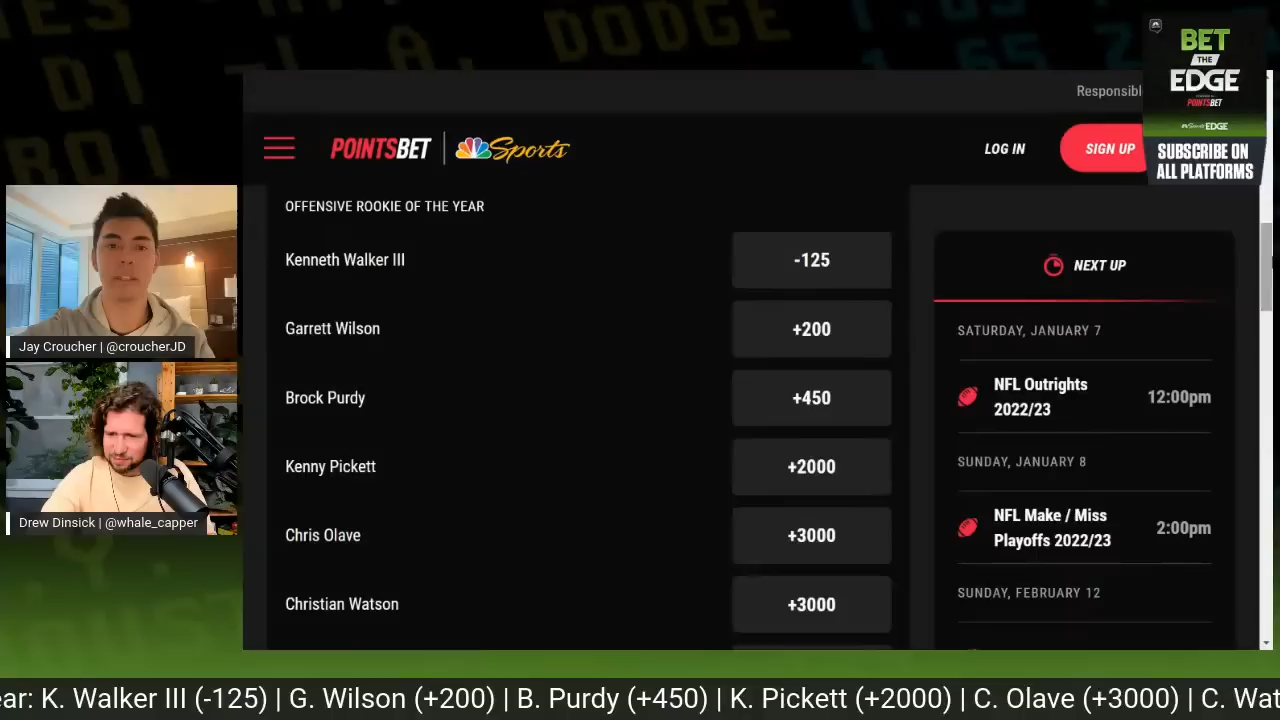 DODGE
BET
THE
EDGE
POINTSBET
EDGE
SUBSCRIBE ON
ALL PLATFORMS
Responsibl
POINTSBET
Sports
LOG IN
SIGN UP
OFFENSIVE ROOKIE OF THE YEAR
Kenneth Walker III -125
Garrett Wilson +200
Brock Purdy +450
Kenny Pickett +2000
Chris Olave +3000
Christian Watson +3000
NEXT UP
SATURDAY, JANUARY 7
NFL Outrights
2022/23
12:00pm
SUNDAY, JANUARY 8
NFL Make / Miss
Playoffs 2022/23
2:00pm
SUNDAY, FEBRUARY 12
Jay Croucher | @croucherJD
Drew Dinsick | @whale_capper
ear: K. Walker III (-125) | G. Wilson (+200) | B. Purdy (+450) | K. Pickett (+2000) | C. Olave (+3000) | C. Wat